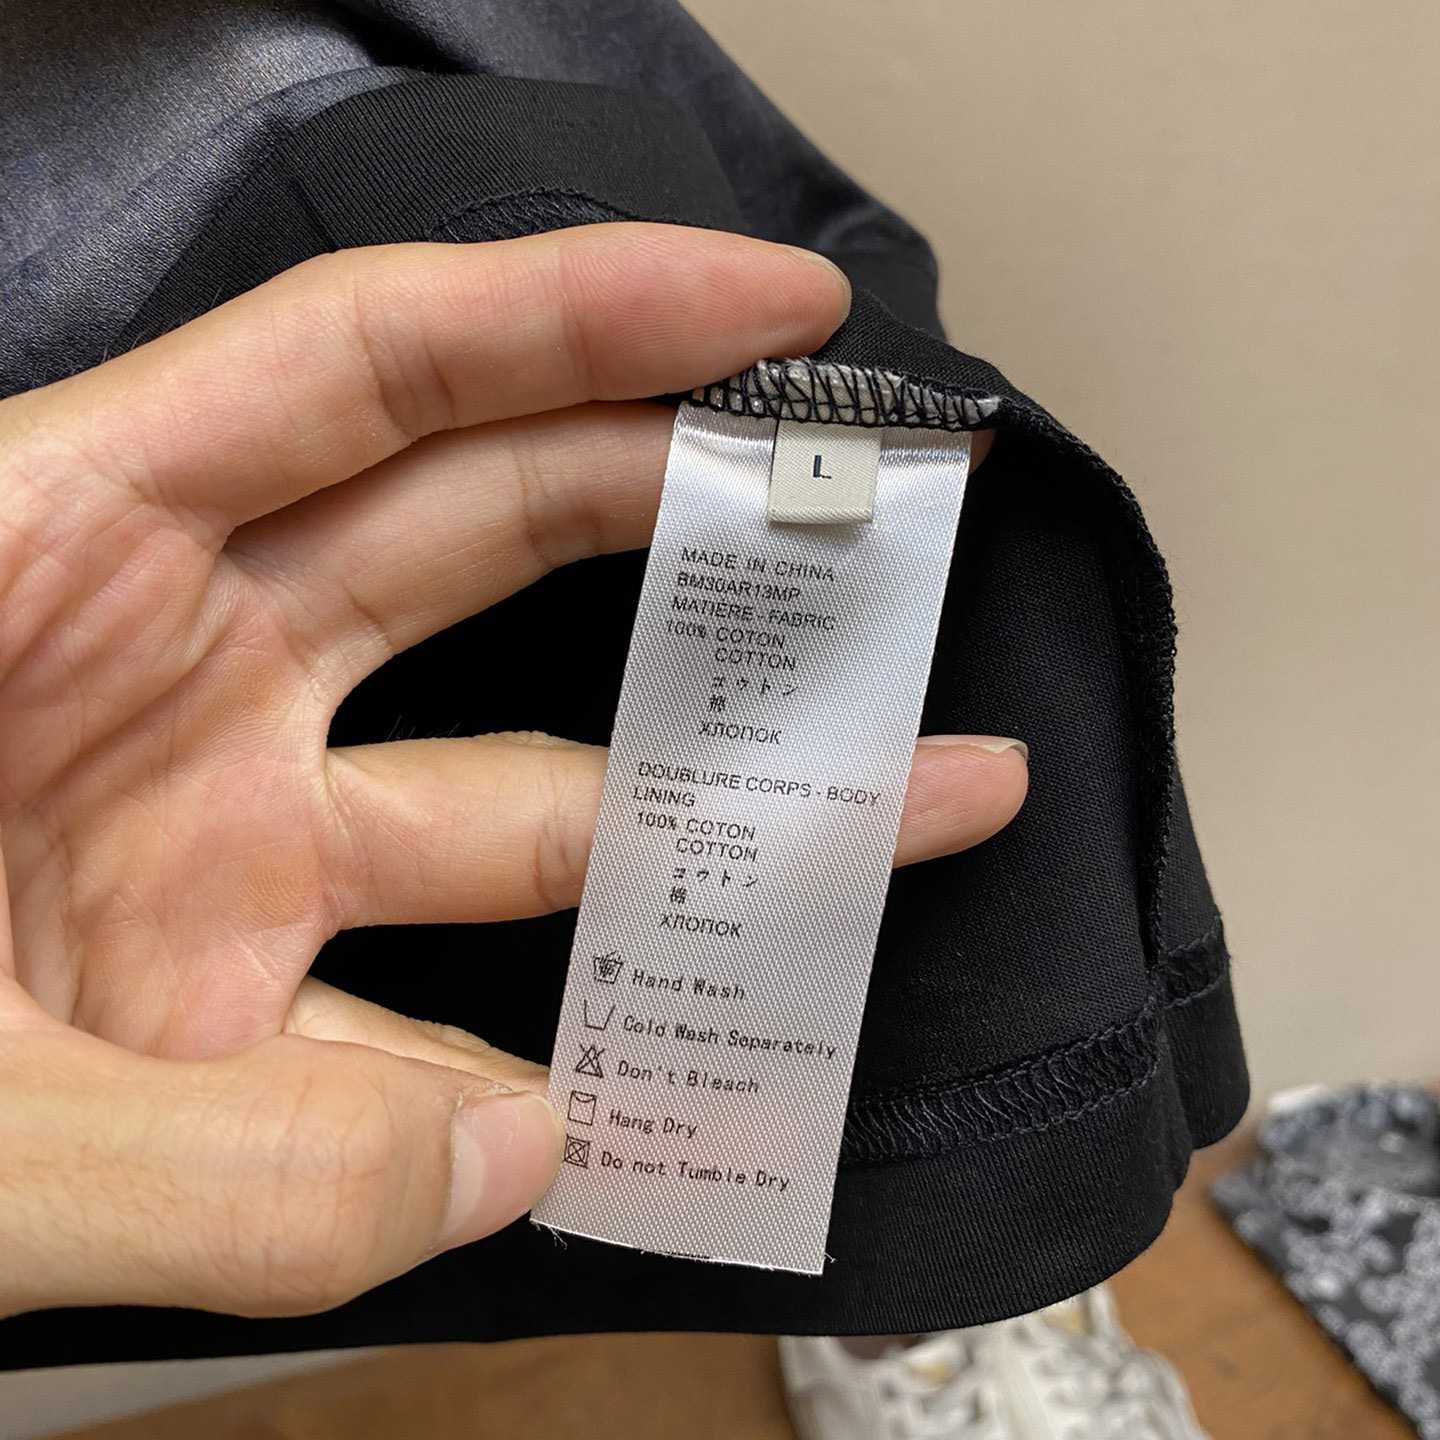 L
MADE IN CHINA
BM30AR13MP
MATIÈRE - FABRIC
100% COTON
COTTON
コットン
棉
ХЛОПОК
DOUBLURE CORPS - BODY
LINING
100% COTON
COTTON
コットン
棉
ХЛОПОК
Hand Wash
Cold Wash Separately
Don't Bleach
Hang Dry
Do not Tumble Dry